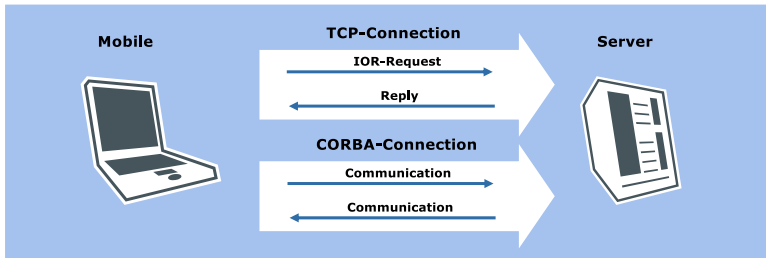 TCP-Connection
Mobile
Server
IOR-Request
Reply
CORBA-Connection
Communication
Communication